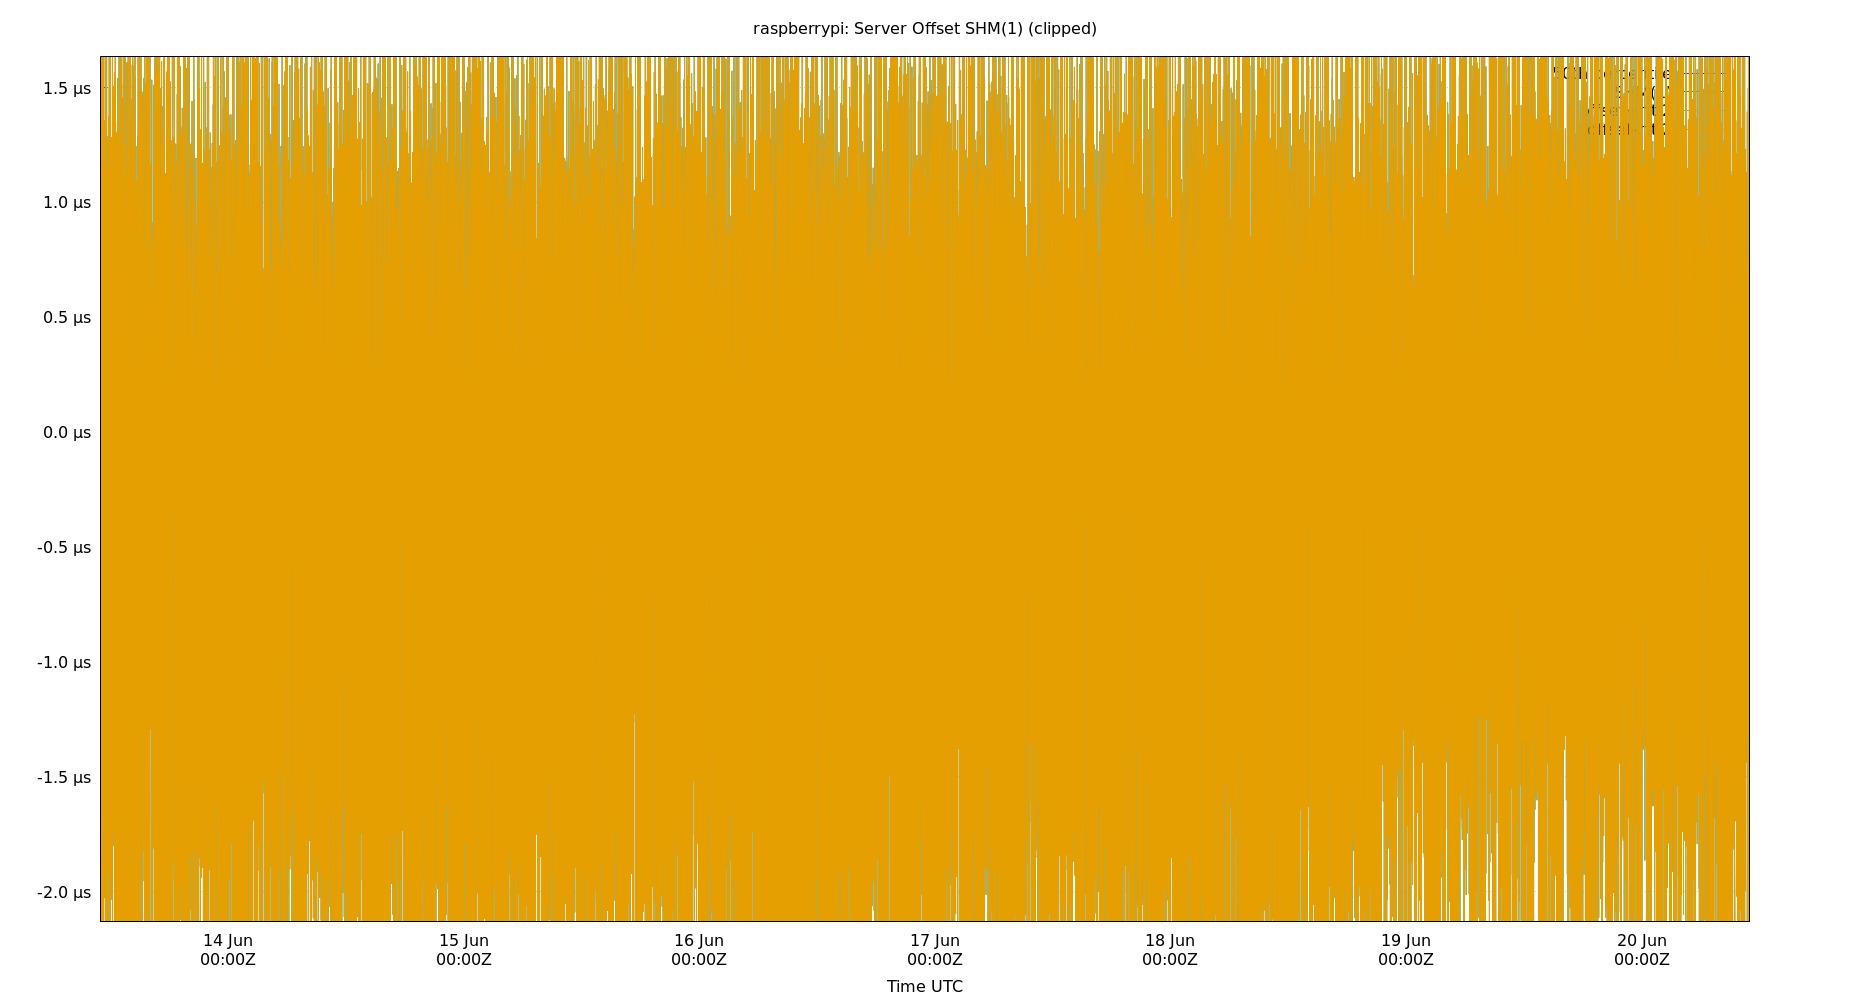 raspberrypi: Server Offset SHM(1) (clipped)
1.5 µs
1.0 µs
0.5 µs
0.0 µs
-0.5 µs
-1.0 µs
-1.5 µs
-2.0 µs
14 Jun 15 Jun 16 Jun 17 Jun 18 Jun 19 Jun 20 Jun
00:00Z 00:00Z 00:00Z 00:00Z 00:00Z 00:00Z 00:00Z
Time UTC